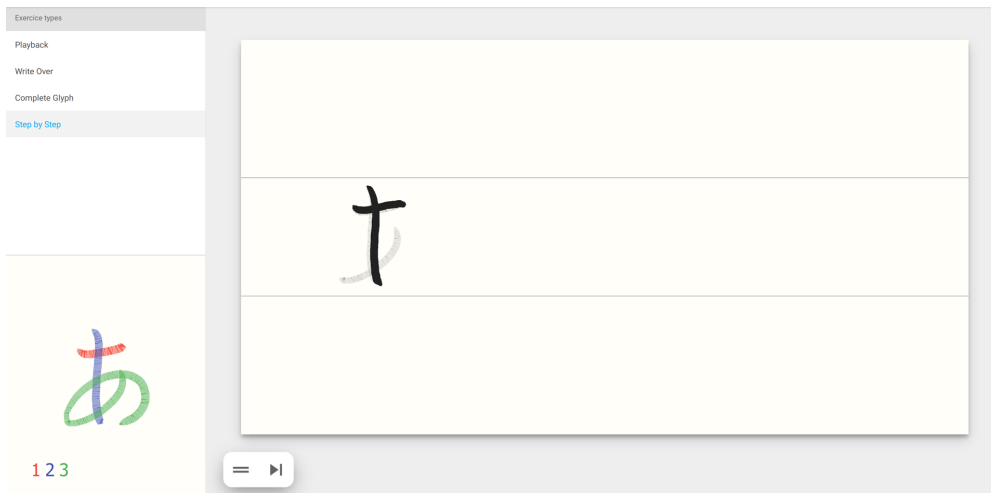 Exercice types
Playback
Write Over
Complete Glyph
Step by Step
あ
1 2 3